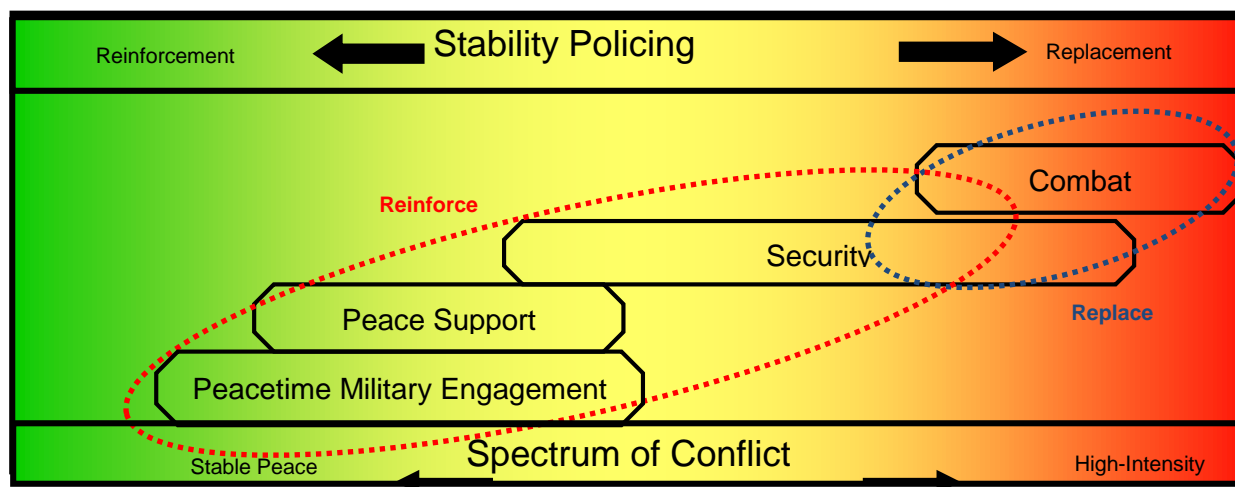 Stability Policing
Reinforcement
Replacement
Combat
Reinforce
Security
Replace
Peace Support
Peacetime Military Engagement
Spectrum of Conflict
Stable Peace
High-Intensity